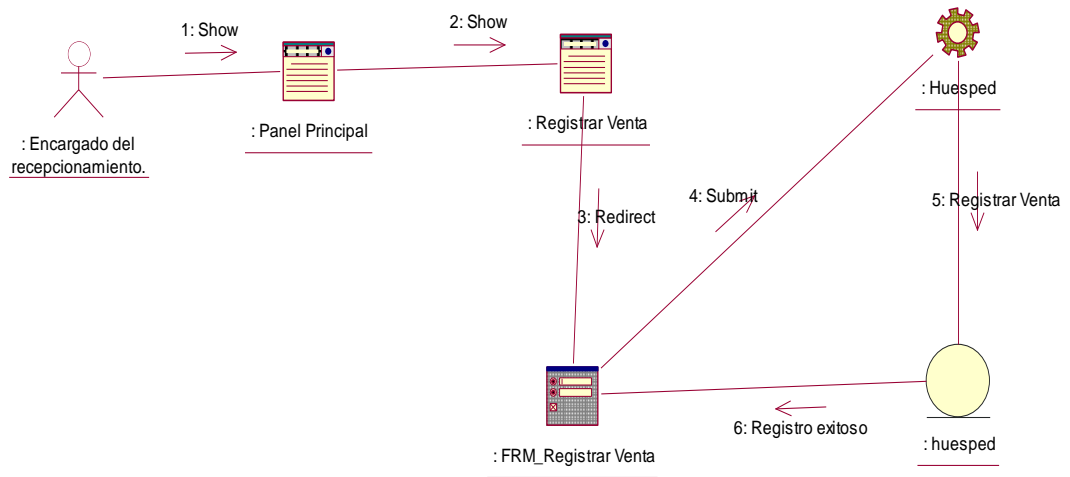 1: Show
2: Show
: Encargado del
recepcionamiento.
: Panel Principal
: Registrar Venta
: Huesped
3: Redirect
4: Submit
5: Registrar Venta
6: Registro exitoso
: FRM_Registrar Venta
: huesped